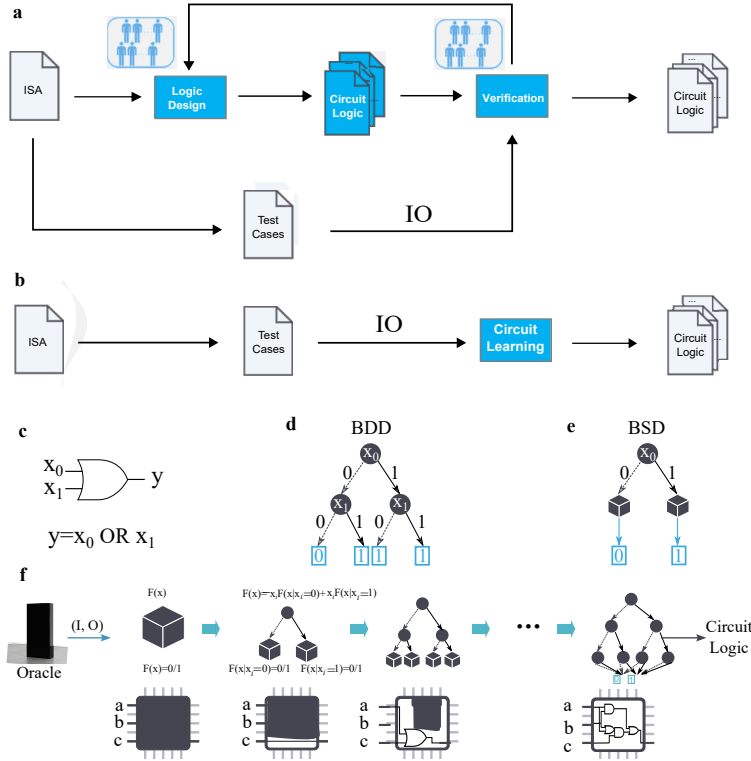 a
ISA
Logic
Design
Circuit
Logic
...
Verification
...
Circuit
Logic
...
Test
Cases
IO
b
ISA
Test
Cases
IO
Circuit
Learning
...
Circuit
Logic
...
c
x₀
x₁
y
y=x₀ OR x₁
d
BDD
x₀
0 1
x₁ x₁
0 1 0 1
0 1 1 1
e
BSD
x₀
0 1
0 1
f
Oracle
(I, O)
F(x)
F(x)=0/1
F(x)=xᵢF(x|xᵢ=0)+xᵢF(x|xᵢ=1)
F(x|xᵢ=0)=0/1 F(x|xᵢ=1)=0/1
...
0 1
Circuit
Logic
a
b
c
a
b
c
a
b
c
a
b
c